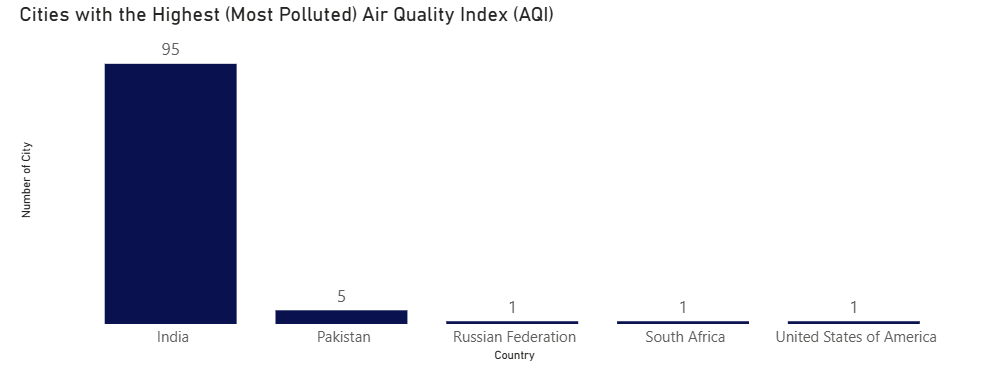 Cities with the Highest (Most Polluted) Air Quality Index (AQI)
95
5
1
1
1
Number of City
India
Pakistan
Russian Federation
South Africa
United States of America
Country